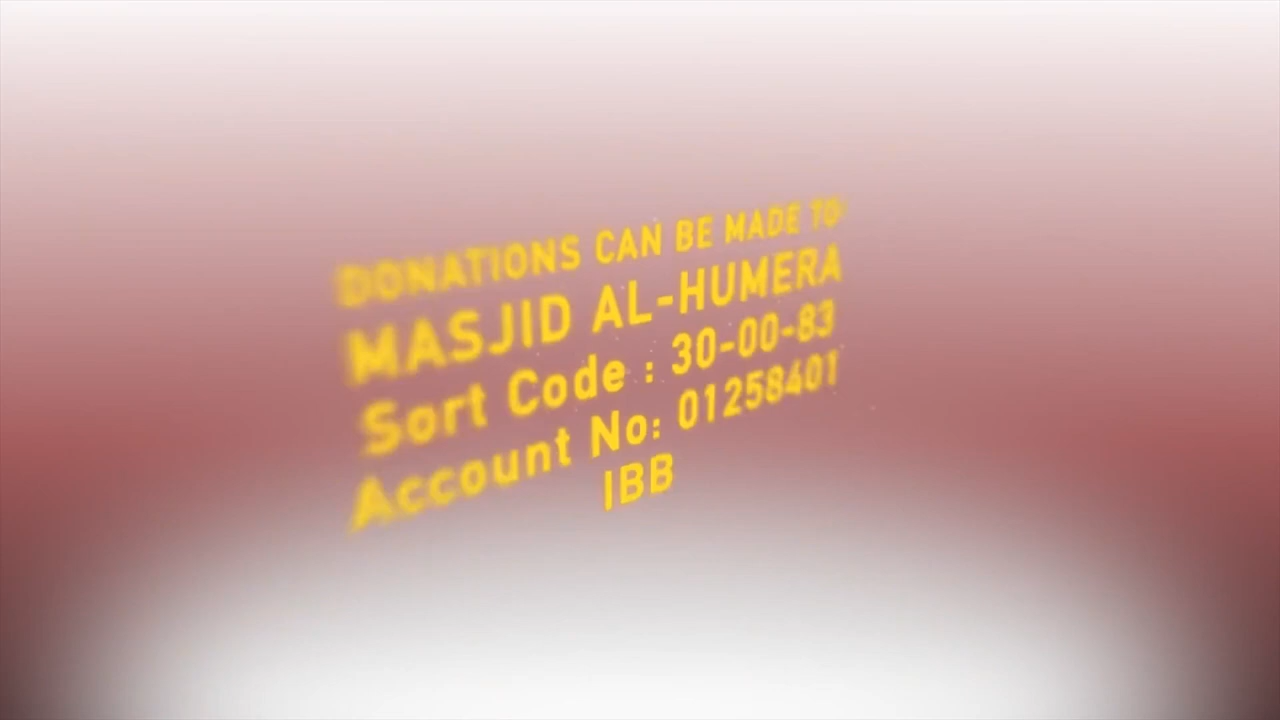 DONATIONS CAN BE MADE TO:
MASJID AL-HUMERA
Sort Code : 30-00-83
Account No: 01258401
IBB